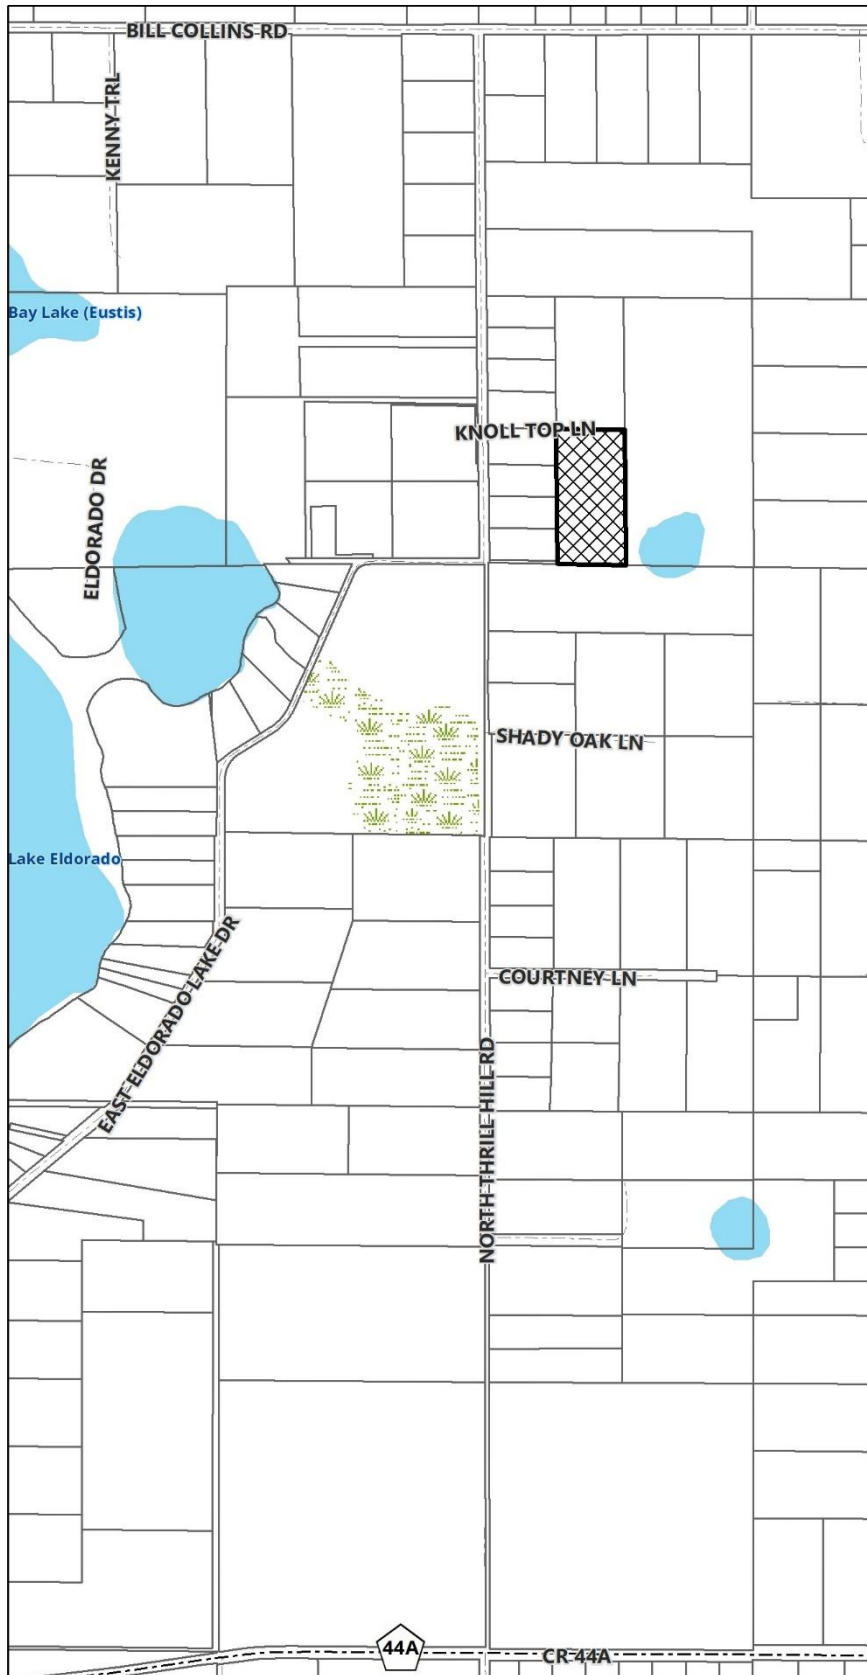 BILL COLLINS RD
KENNY TRL
Bay Lake (Eustis)
KNOLL TOP LN
ELDORADO DR
SHADY OAK LN
Lake Eldorado
EAST ELDORADO LAKE DR
COURTNEY LN
NORTH THRILL HILL RD
44A
CR 44A